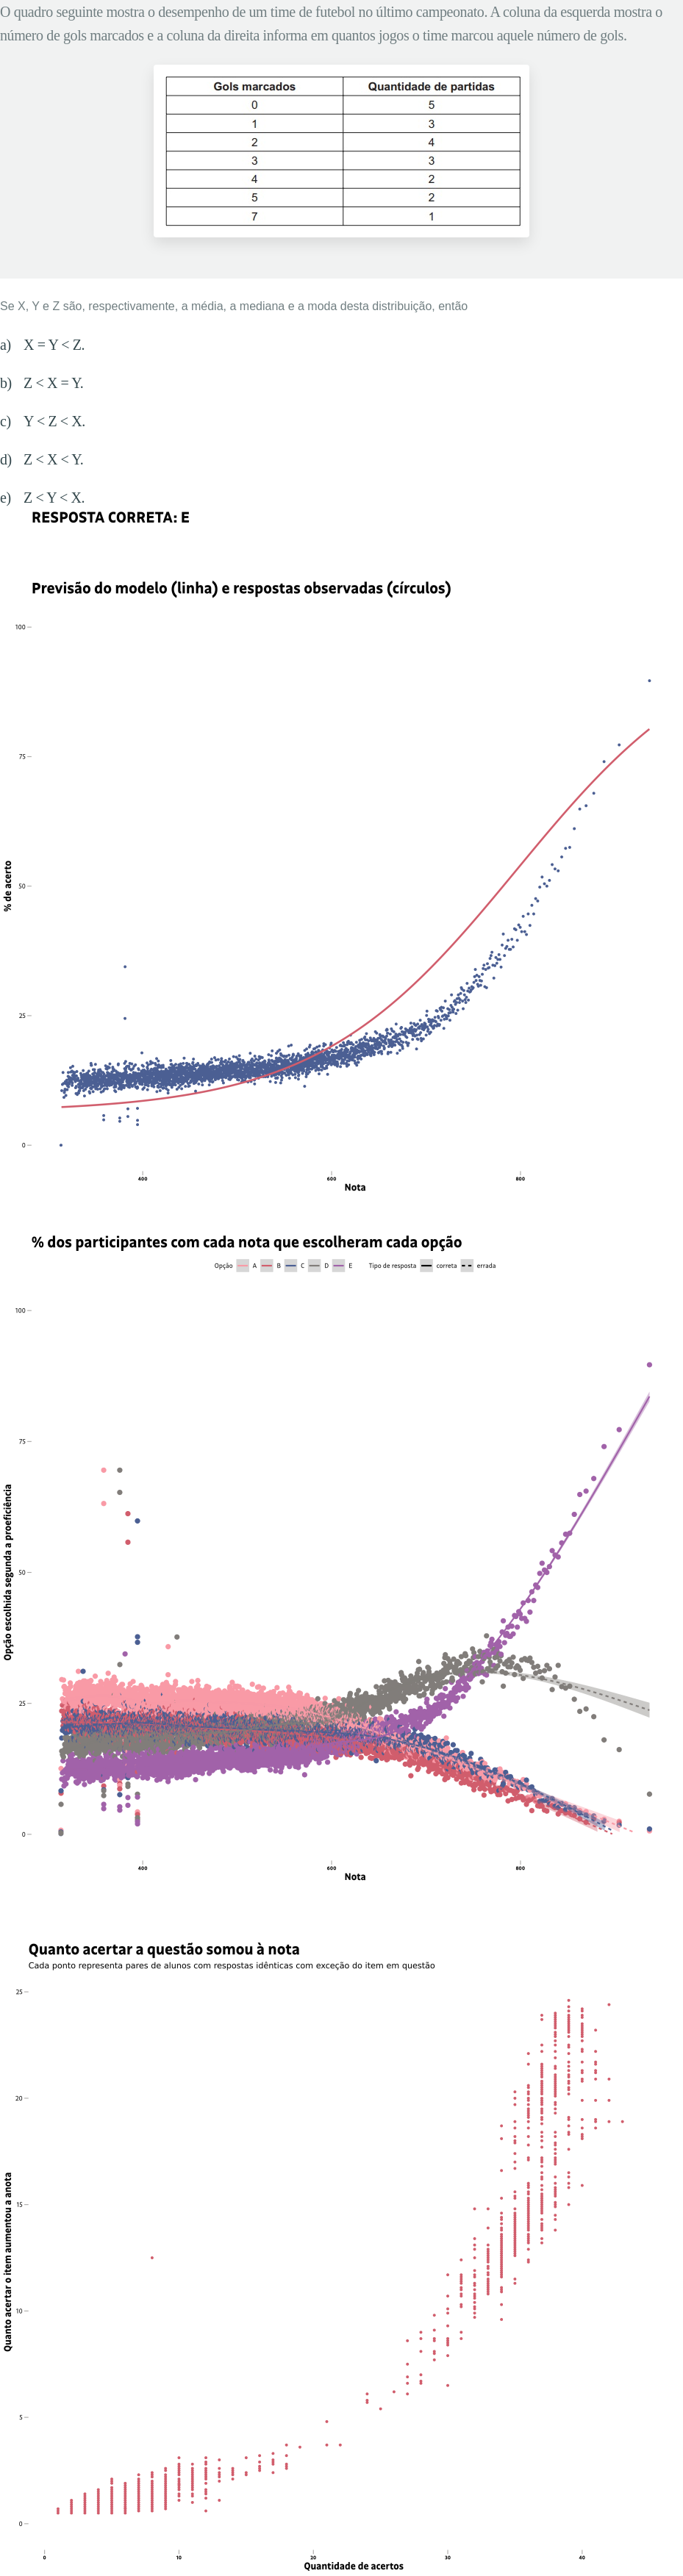 O quadro seguinte mostra o desempenho de um time de futebol no último campeonato. A coluna da esquerda mostra o
número de gols marcados e a coluna da direita informa em quantos jogos o time marcou aquele número de gols.
Gols marcados Quantidade de partidas
0 5
1 3
2 4
3 3
4 2
5 2
7 1
Se X, Y e Z são, respectivamente, a média, a mediana e a moda desta distribuição, então
a) X = Y < Z.
b) Z < X = Y.
c) Y < Z < X.
d) Z < X < Y.
e) Z < Y < X.
RESPOSTA CORRETA: E
Previsão do modelo (linha) e respostas observadas (círculos)
100
75
50
25
0
% de acerto
400 600 800
Nota
% dos participantes com cada nota que escolheram cada opção
Opção A B C D E Tipo de resposta correta errada
100
75
50
25
0
Opção escolhida segunda a proeficiência
400 600 800
Nota
Quanto acertar a questão somou à nota
Cada ponto representa pares de alunos com respostas idênticas com exceção do item em questão
25
20
15
10
5
0
Quanto acertar o item aumentou a anota
0 10 20 30 40
Quantidade de acertos